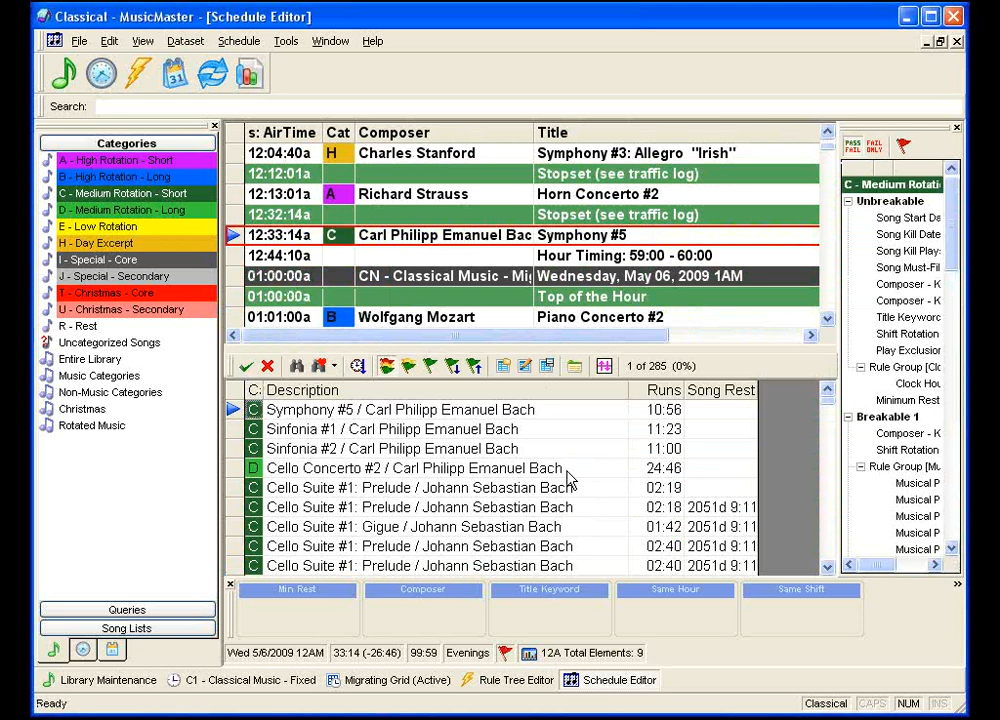 Classical - MusicMaster - [Schedule Editor]
File Edit View Dataset Schedule Tools Window Help
31
Search:
Categories
A - High Rotation - Short
B - High Rotation - Long
C - Medium Rotation - Short
D - Medium Rotation - Long
E - Low Rotation
H - Day Excerpt
I - Special - Core
J - Special - Secondary
T - Christmas - Core
U - Christmas - Secondary
R - Rest
Uncategorized Songs
Entire Library
Music Categories
Non-Music Categories
Christmas
Rotated Music
Queries
Song Lists
s: AirTime Cat Composer Title
12:04:40a H Charles Stanford Symphony #3: Allegro "Irish"
12:12:01a Stopset (see traffic log)
12:13:01a A Richard Strauss Horn Concerto #2
12:32:14a Stopset (see traffic log)
12:33:14a C Carl Philipp Emanuel Bac Symphony #5
12:44:10a Hour Timing: 59:00 - 60:00
01:00:00a CN - Classical Music - Mig Wednesday, May 06, 2009 1AM
01:00:00a Top of the Hour
01:01:00a B Wolfgang Mozart Piano Concerto #2
1 of 285 (0%)
C: Description Runs Song Rest
C Symphony #5 / Carl Philipp Emanuel Bach 10:56
C Sinfonia #1 / Carl Philipp Emanuel Bach 11:23
C Sinfonia #2 / Carl Philipp Emanuel Bach 11:00
D Cello Concerto #2 / Carl Philipp Emanuel Bach 24:46
C Cello Suite #1: Prelude / Johann Sebastian Bach 02:19
C Cello Suite #1: Prelude / Johann Sebastian Bach 02:18 2051d 9:11
C Cello Suite #1: Gigue / Johann Sebastian Bach 01:42 2051d 9:11
C Cello Suite #1: Prelude / Johann Sebastian Bach 02:40 2051d 9:11
C Cello Suite #1: Prelude / Johann Sebastian Bach 02:40 2051d 9:11
PASS FAIL
FAIL ONLY
C - Medium Rotati
Unbreakable
Song Start Da
Song Kill Date
Song Kill Play:
Song Must-Fil
Composer - K
Composer - K
Title Keyword
Shift Rotation
Play Exclusion
Rule Group [Cl
Clock Hou
Minimum Rest
Breakable 1
Composer - K
Shift Rotation
Rule Group [Mu
Musical P
Musical P
Musical P
Musical P
Musical P
Min Rest Composer Title Keyword Same Hour Same Shift
Wed 5/6/2009 12AM 33:14 (-26:46) 99:59 Evenings 12A Total Elements: 9
Library Maintenance C1 - Classical Music - Fixed Migrating Grid (Active) Rule Tree Editor Schedule Editor
Ready Classical CAPS NUM INS